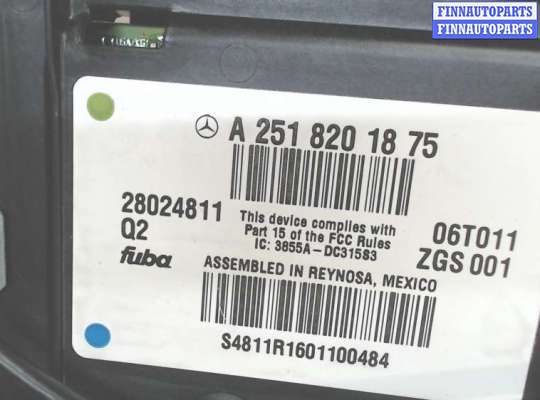 FINNAUTOPARTS
FINNAUTOPARTS
A 251 820 18 75
28024811
Q2
fuba
This device complies with
Part 15 of the FCC Rules
IC: 3855A-DC31583
06T011
ZGS 001
ASSEMBLED IN REYNOSA, MEXICO
S4811R1601100484